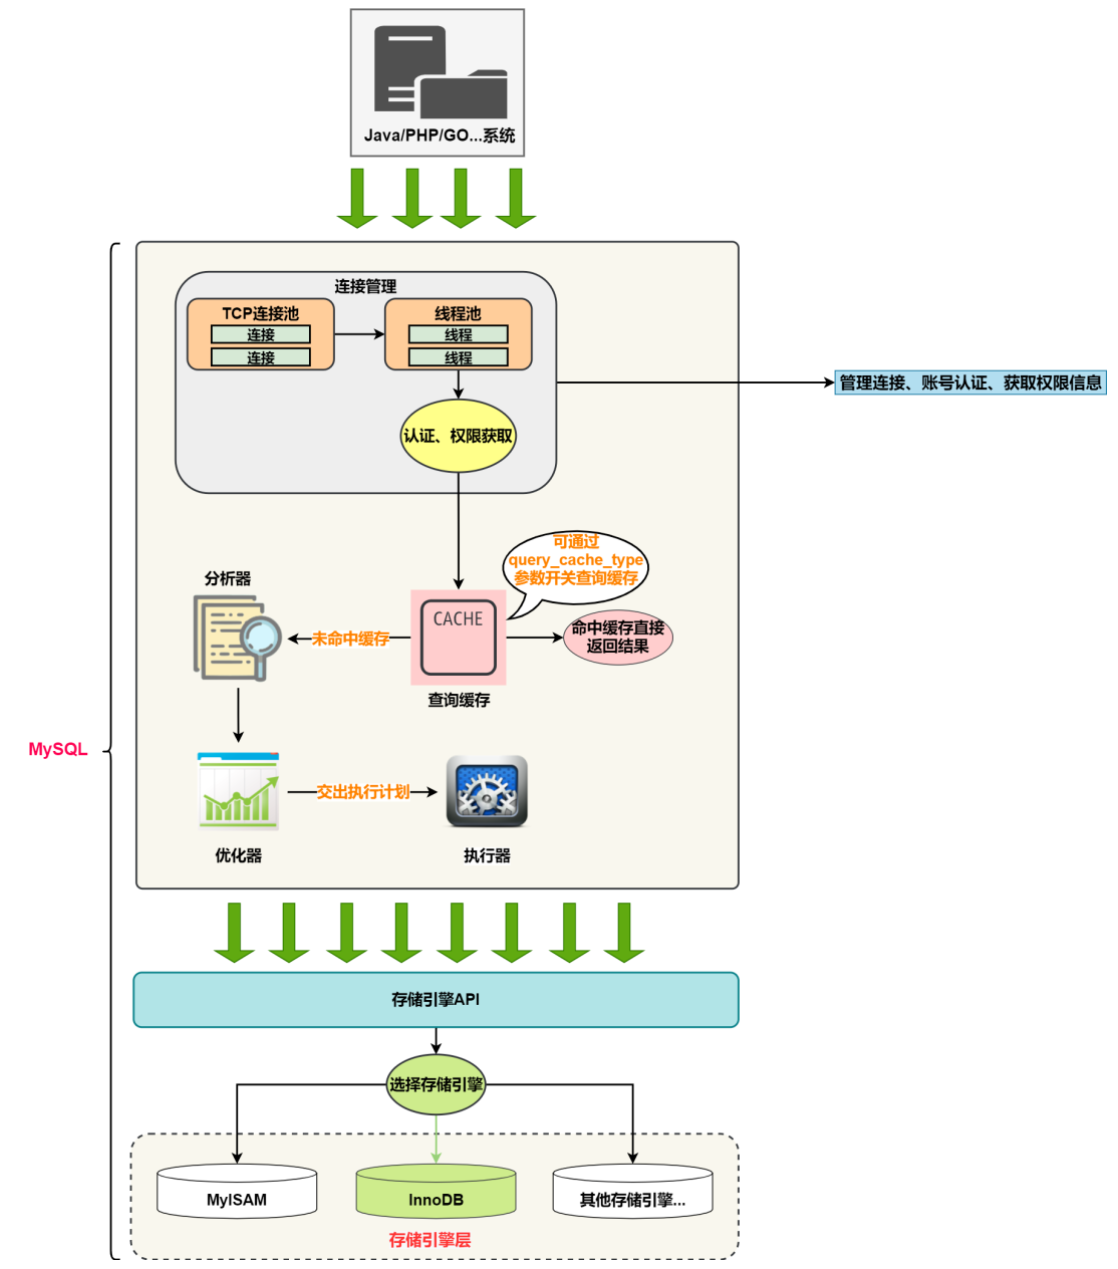 Java/PHP/GO...系统
连接管理
TCP连接池
连接
连接
线程池
线程
线程
认证、权限获取
管理连接、账号认证、获取权限信息
可通过
query_cache_type
参数开关查询缓存
分析器
未命中缓存
CACHE
命中缓存直接
返回结果
查询缓存
MySQL
交出执行计划
优化器
执行器
存储引擎API
选择存储引擎
MyISAM
InnoDB
其他存储引擎...
存储引擎层